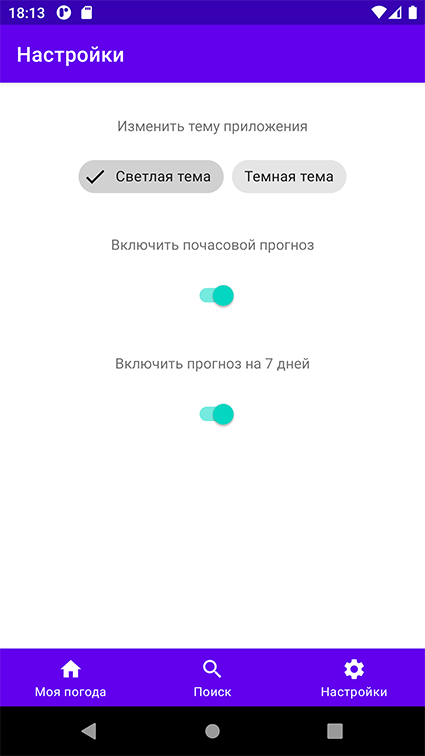 18:13
Настройки
Изменить тему приложения
Светлая тема Темная тема
Включить почасовой прогноз
Включить прогноз на 7 дней
Моя погода Поиск Настройки